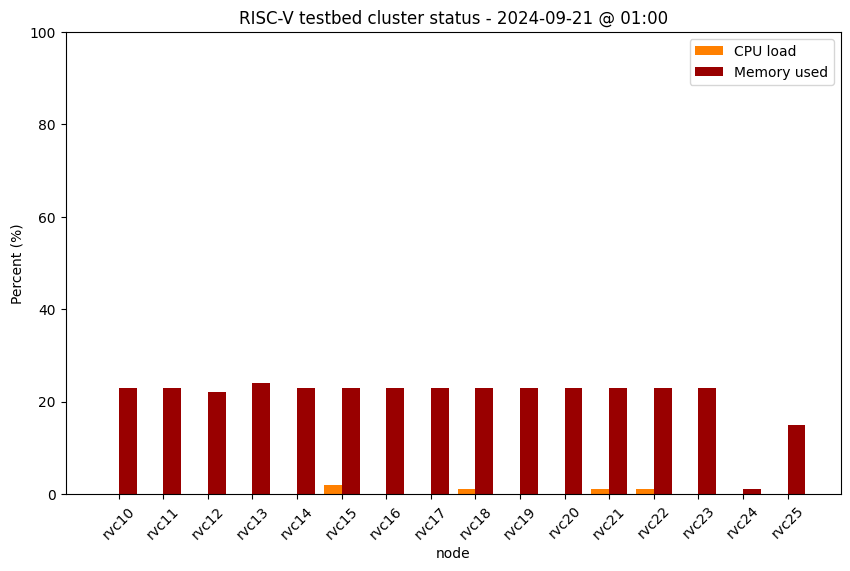 RISC-V testbed cluster status - 2024-09-21 @ 01:00
CPU load
Memory used
Percent (%)
100
80
60
40
20
0
rvc10
rvc11
rvc12
rvc13
rvc14
rvc15
rvc16
rvc17
rvc18
rvc19
rvc20
rvc21
rvc22
rvc23
rvc24
rvc25
node